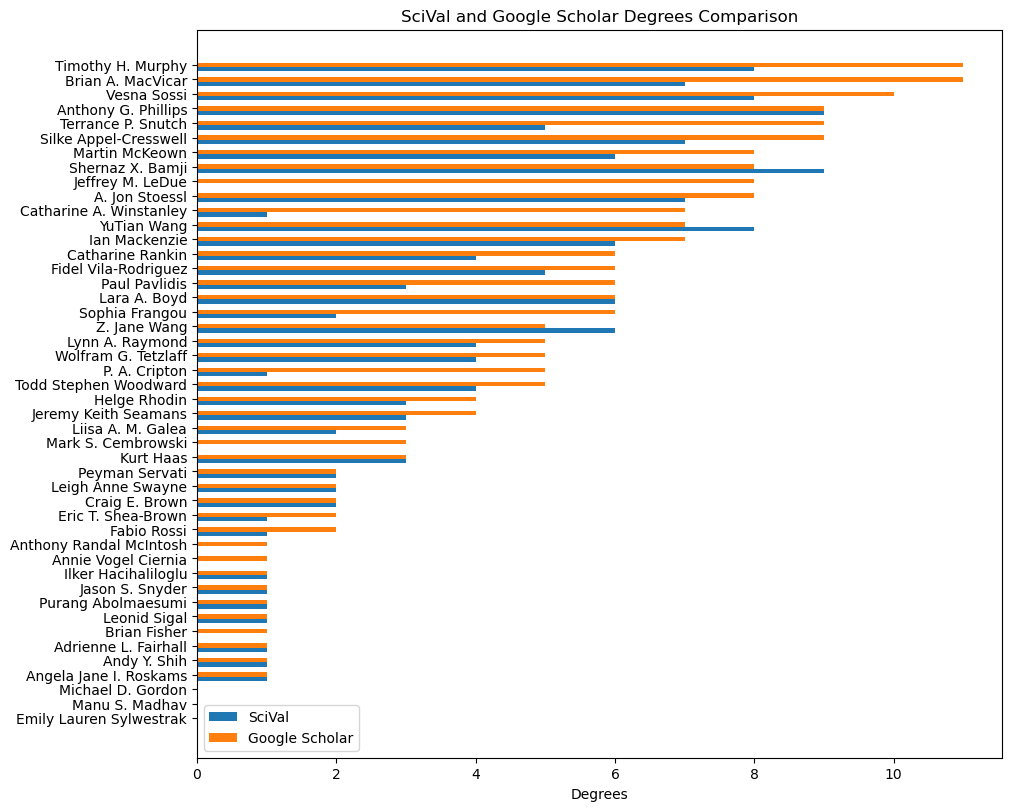 SciVal and Google Scholar Degrees Comparison
Timothy H. Murphy
Brian A. MacVicar
Vesna Sossi
Anthony G. Phillips
Terrance P. Snutch
Silke Appel-Cresswell
Martin McKeown
Shernaz X. Bamji
Jeffrey M. LeDue
A. Jon Stoessl
Catharine A. Winstanley
YuTian Wang
Ian Mackenzie
Catharine Rankin
Fidel Vila-Rodriguez
Paul Pavlidis
Lara A. Boyd
Sophia Frangou
Z. Jane Wang
Lynn A. Raymond
Wolfram G. Tetzlaff
P. A. Cripton
Todd Stephen Woodward
Helge Rhodin
Jeremy Keith Seamans
Liisa A. M. Galea
Mark S. Cembrowski
Kurt Haas
Peyman Servati
Leigh Anne Swayne
Craig E. Brown
Eric T. Shea-Brown
Fabio Rossi
Anthony Randal McIntosh
Annie Vogel Ciernia
Ilker Hacihaliloglu
Jason S. Snyder
Purang Abolmaesumi
Leonid Sigal
Brian Fisher
Adrienne L. Fairhall
Andy Y. Shih
Angela Jane I. Roskams
Michael D. Gordon
Manu S. Madhav
Emily Lauren Sylwestrak
SciVal
Google Scholar
0 2 4 6 8 10
Degrees